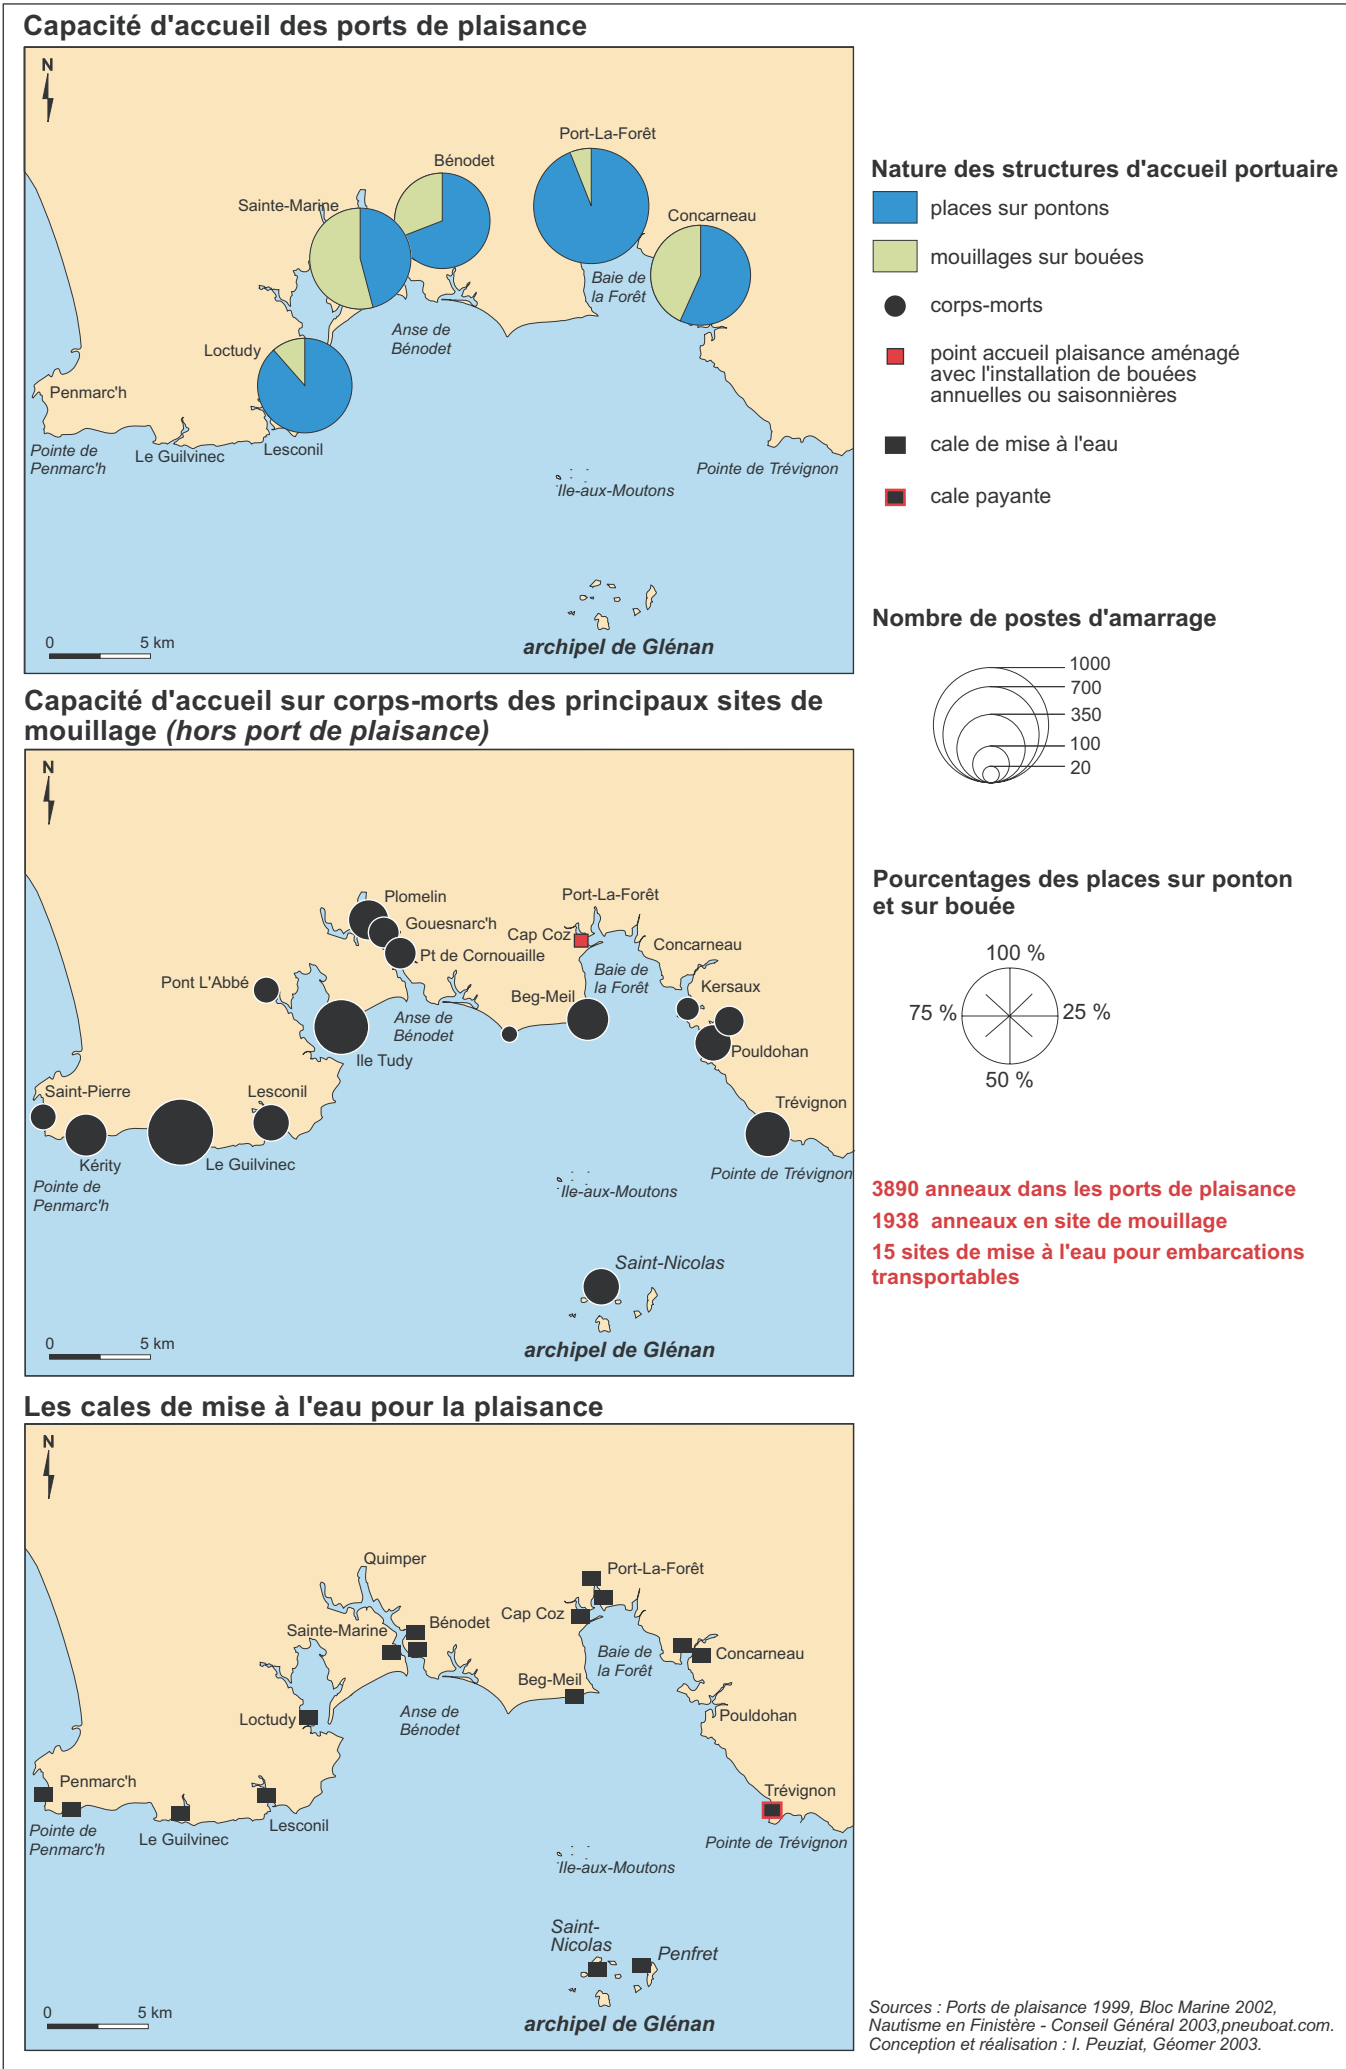 Capacité d'accueil des ports de plaisance
N
Port-La-Forêt
Bénodet
Sainte-Marine
Concarneau
Baie de
la Forêt
Anse de
Bénodet
Loctudy
Penmarc'h
Pointe de
Penmarc'h
Le Guilvinec
Lesconil
Pointe de Trévignon
Ile-aux-Moutons
0 5 km
archipel de Glénan
Nature des structures d'accueil portuaire
places sur pontons
mouillages sur bouées
corps-morts
point accueil plaisance aménagé
avec l'installation de bouées
annuelles ou saisonnières
cale de mise à l'eau
cale payante
Nombre de postes d'amarrage
1000
700
350
100
20
Capacité d'accueil sur corps-morts des principaux sites de
mouillage (hors port de plaisance)
N
Plomelin
Port-La-Forêt
Gouesnarc'h
Cap Coz
Concarneau
Pt de Cornouaille
Pont L'Abbé
Baie de
la Forêt
Kersaux
Beg-Meil
Anse de
Bénodet
Ile Tudy
Pouldohan
Saint-Pierre
Lesconil
Trévignon
Kérity
Le Guilvinec
Pointe de Trévignon
Pointe de
Penmarc'h
Ile-aux-Moutons
Saint-Nicolas
0 5 km
archipel de Glénan
Pourcentages des places sur ponton
et sur bouée
100 %
75 %
25 %
50 %
3890 anneaux dans les ports de plaisance
1938 anneaux en site de mouillage
15 sites de mise à l'eau pour embarcations
transportables
Les cales de mise à l'eau pour la plaisance
N
Quimper
Port-La-Forêt
Cap Coz
Bénodet
Sainte-Marine
Baie de
la Forêt
Concarneau
Beg-Meil
Anse de
Bénodet
Loctudy
Pouldohan
Penmarc'h
Trévignon
Pointe de
Penmarc'h
Le Guilvinec
Lesconil
Pointe de Trévignon
Ile-aux-Moutons
Saint-
Nicolas
Penfret
0 5 km
archipel de Glénan
Sources : Ports de plaisance 1999, Bloc Marine 2002,
Nautisme en Finistère - Conseil Général 2003,pneuboat.com.
Conception et réalisation : I. Peuziat, Géomer 2003.